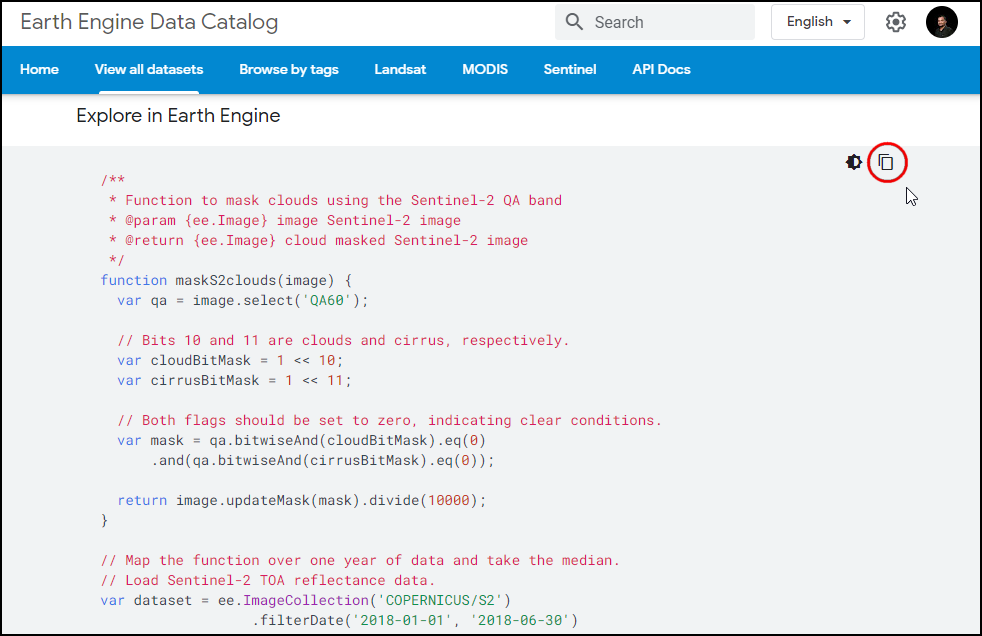 Earth Engine Data Catalog
Search
English
Home View all datasets Browse by tags Landsat MODIS Sentinel API Docs
Explore in Earth Engine
/**
 * Function to mask clouds using the Sentinel-2 QA band
 * @param {ee.Image} image Sentinel-2 image
 * @return {ee.Image} cloud masked Sentinel-2 image
 */
function maskS2clouds(image) {
  var qa = image.select('QA60');
  // Bits 10 and 11 are clouds and cirrus, respectively.
  var cloudBitMask = 1 << 10;
  var cirrusBitMask = 1 << 11;
  // Both flags should be set to zero, indicating clear conditions.
  var mask = qa.bitwiseAnd(cloudBitMask).eq(0)
      .and(qa.bitwiseAnd(cirrusBitMask).eq(0));
  return image.updateMask(mask).divide(10000);
}
// Map the function over one year of data and take the median.
// Load Sentinel-2 TOA reflectance data.
var dataset = ee.ImageCollection('COPERNICUS/S2')
                  .filterDate('2018-01-01', '2018-06-30')